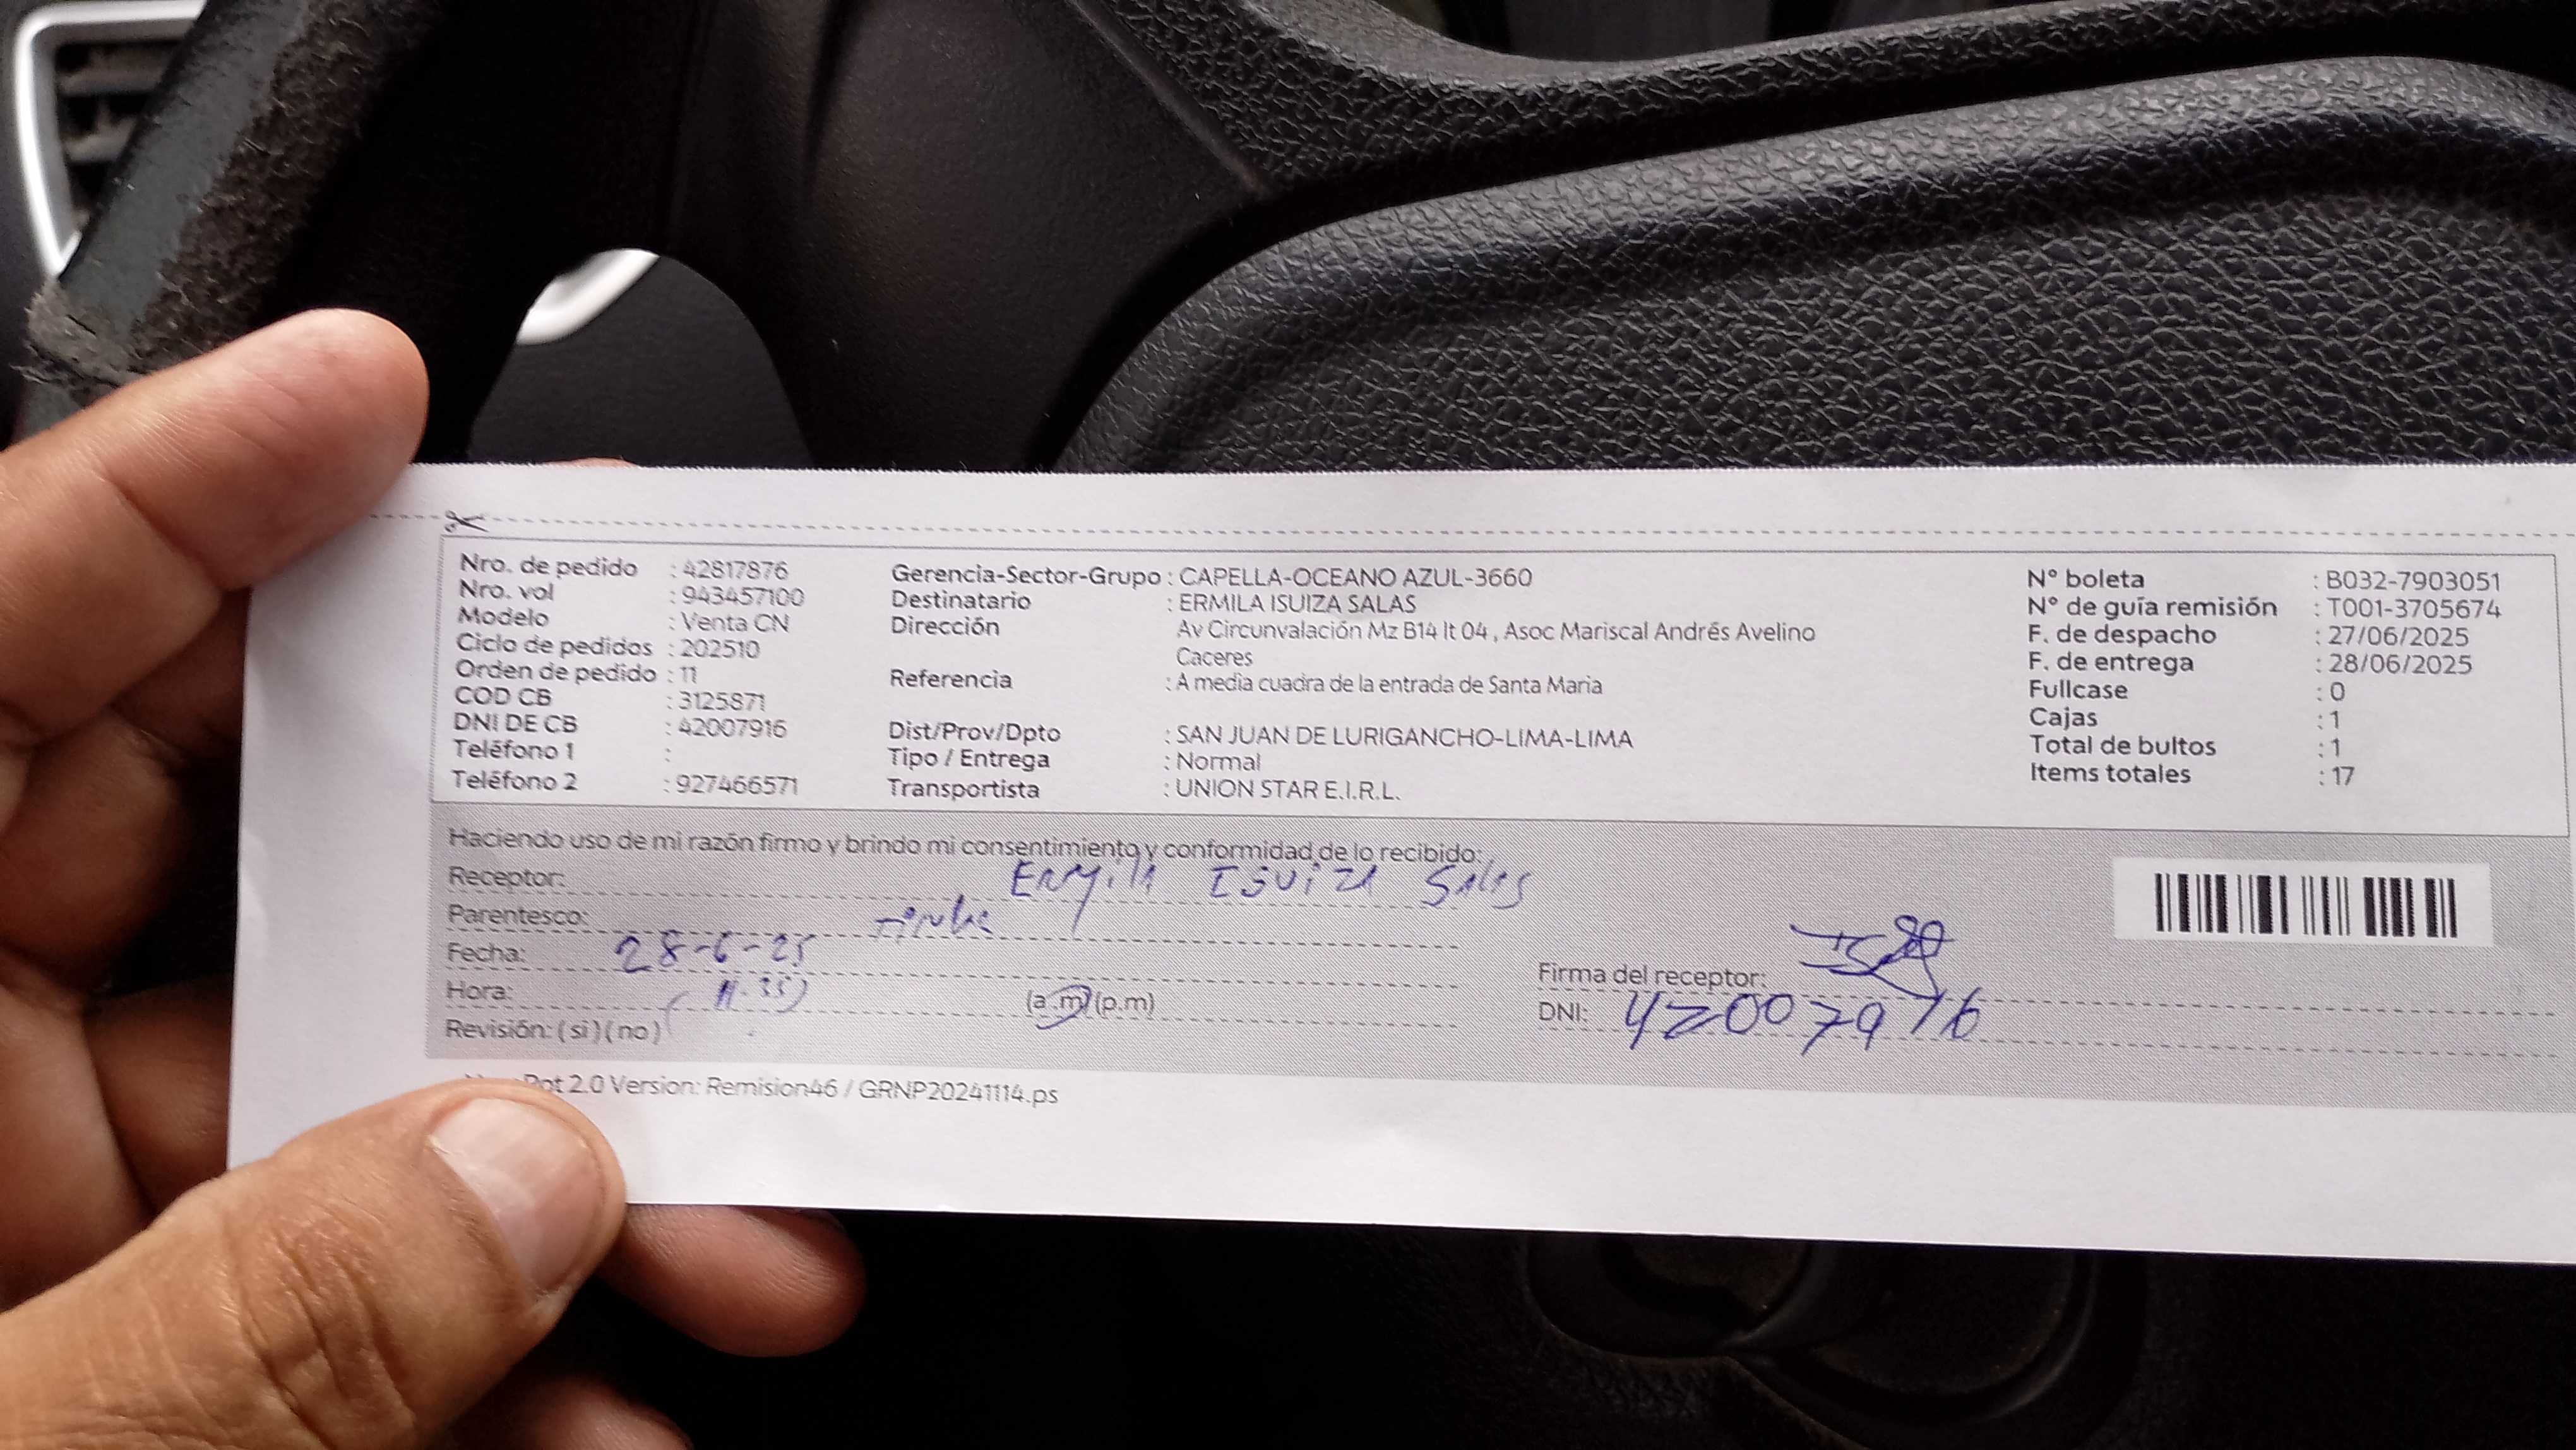 Nro. de pedido : 42817876
Nro. vol : 943457100
Modelo : Venta CN
Ciclo de pedidos : 202510
Orden de pedido : 11
COD CB : 3125871
DNI DE CB : 42007916
Teléfono 1 :
Teléfono 2 : 927466571
Gerencia-Sector-Grupo : CAPELLA-OCEANO AZUL-3660
Destinatario : ERMILA ISUIZA SALAS
Dirección Av Circunvalación Mz B14 lt 04 , Asoc Mariscal Andrés Avelino
Caceres
Referencia : A media cuadra de la entrada de Santa Maria
Dist/Prov/Dpto : SAN JUAN DE LURIGANCHO-LIMA-LIMA
Tipo / Entrega : Normal
Transportista : UNION STAR E.I.R.L.
N° boleta : B032-7903051
N° de guía remisión : T001-3705674
F. de despacho : 27/06/2025
F. de entrega : 28/06/2025
Fullcase : 0
Cajas : 1
Total de bultos : 1
Items totales : 17
Haciendo uso de mi razón firmo y brindo mi consentimiento y conformidad de lo recibido:
Receptor: Ermila Isuiza Salas
Parentesco:
Fecha: 28-6-25
Hora: (11.35) (a.m)(p.m)
Revisión: (si)(no)
Firma del receptor:
DNI: 42007916
2.0 Version: Remision46 / GRNP20241114.ps